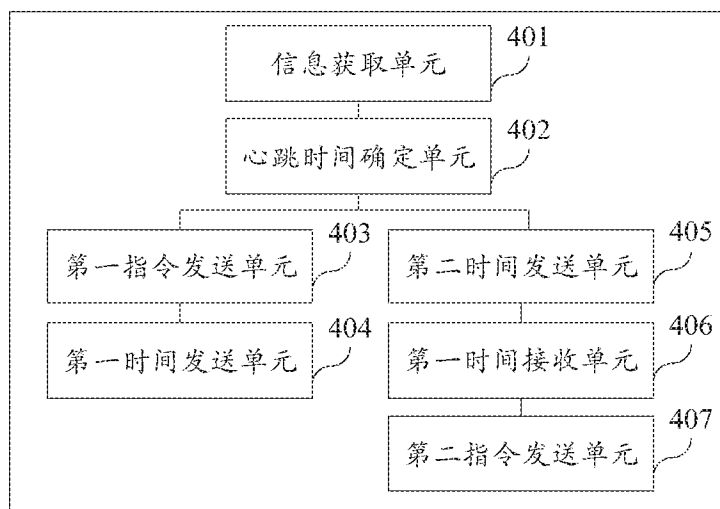 信息获取单元
401
心跳时间确定单元
402
第一指令发送单元
403
第二时间发送单元
405
第一时间发送单元
404
第一时间接收单元
406
第二指令发送单元
407